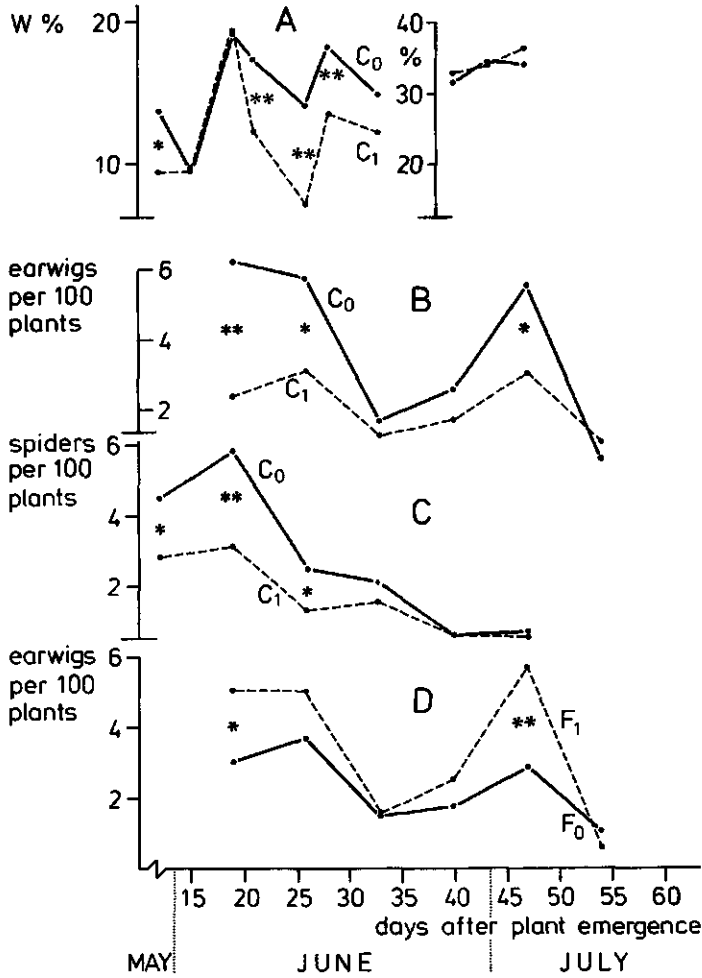 W % 20 A C0 40
** ** %
* 30
** C1
10 20
earwigs 6
per 100 C0 B
plants
4 ** * *
C1
2
spiders 6
per 100 C0
plants
4 ** C
*
2 C1 *
earwigs 6
per 100 D
plants
4 * ** F1
2 F0
15 20 25 30 35 40 45 50 55 60
days after plant emergence
MAY JUNE JULY